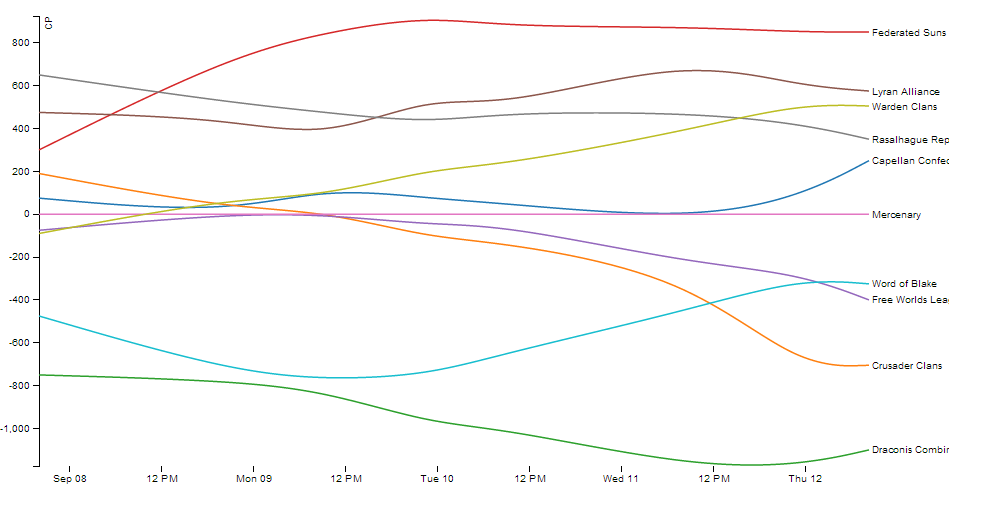 CP
800
600
400
200
0
-200
-400
-600
-800
-1,000
Federated Suns
Lyran Alliance
Warden Clans
Rasalhague Rep
Capellan Confec
Mercenary
Word of Blake
Free Worlds Lea
Crusader Clans
Draconis Combin
Sep 08 12 PM Mon 09 12 PM Tue 10 12 PM Wed 11 12 PM Thu 12